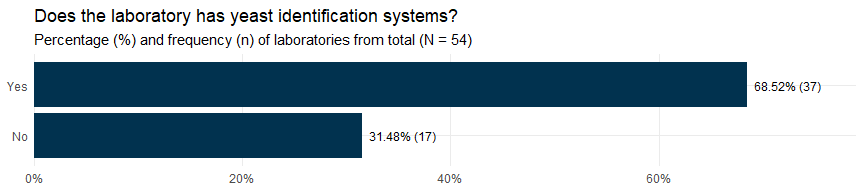 Does the laboratory has yeast identification systems?
Percentage (%) and frequency (n) of laboratories from total (N = 54)
Yes
68.52% (37)
No
31.48% (17)
0%
20%
40%
60%